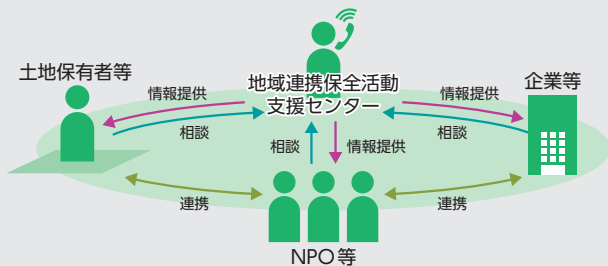 土地保有者等
情報提供
相談
地域連携保全活動
支援センター
情報提供
相談
企業等
相談
情報提供
連携
連携
NPO等